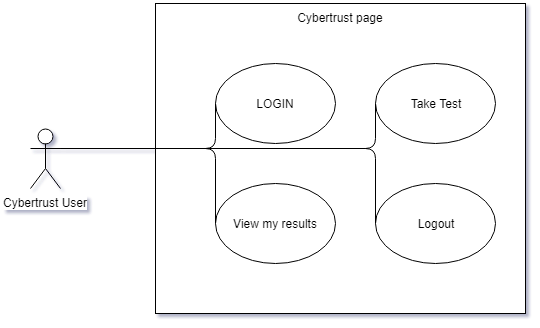 Cybertrust page
LOGIN
Take Test
Cybertrust User
View my results
Logout